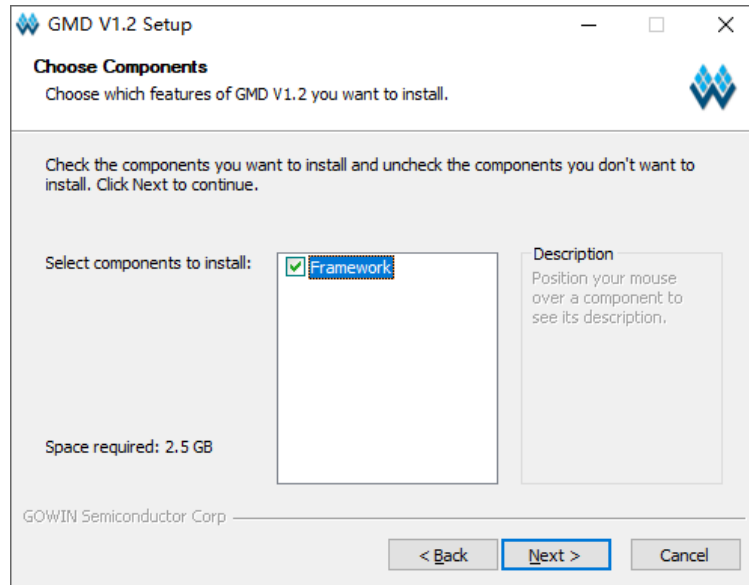 GMD V1.2 Setup
Choose Components
Choose which features of GMD V1.2 you want to install.
Check the components you want to install and uncheck the components you don't want to
install. Click Next to continue.
Select components to install:
Framework
Description
Position your mouse
over a component to
see its description.
Space required: 2.5 GB
GOWIN Semiconductor Corp
< Back
Next >
Cancel